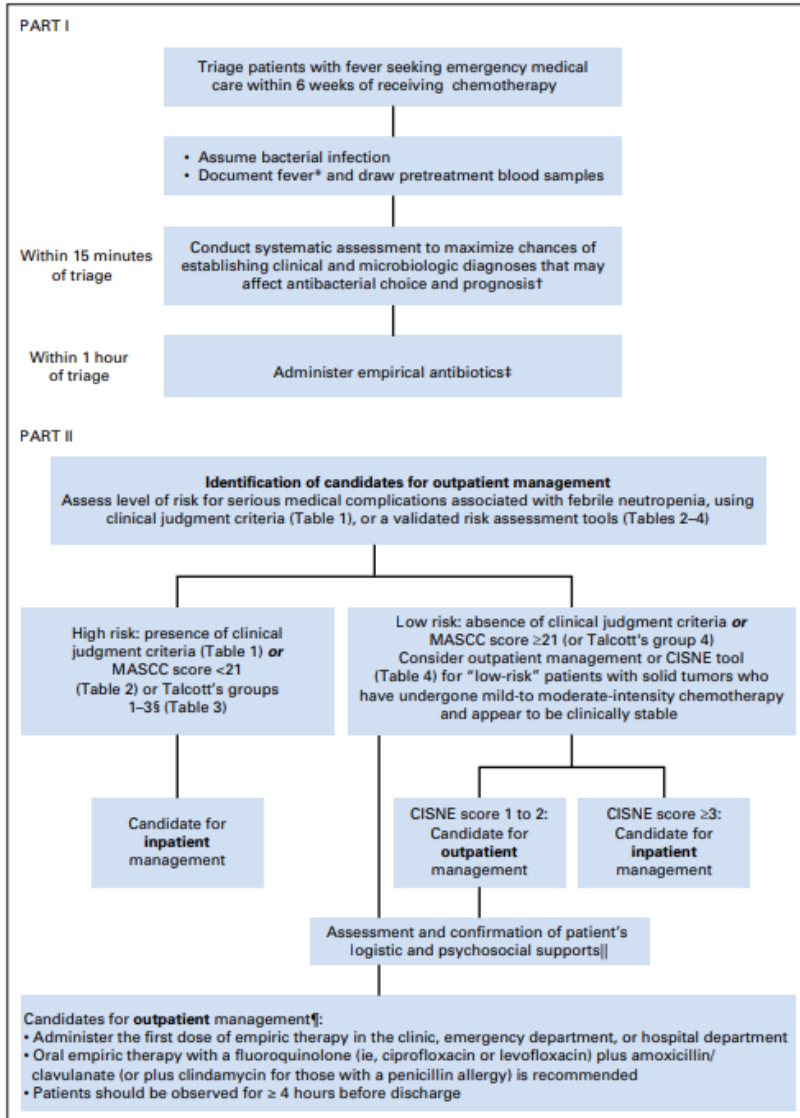 PART I
Triage patients with fever seeking emergency medical
care within 6 weeks of receiving chemotherapy
• Assume bacterial infection
• Document fever* and draw pretreatment blood samples
Within 15 minutes
of triage
Conduct systematic assessment to maximize chances of
establishing clinical and microbiologic diagnoses that may
affect antibacterial choice and prognosis†
Within 1 hour
of triage
Administer empirical antibiotics‡
PART II
Identification of candidates for outpatient management
Assess level of risk for serious medical complications associated with febrile neutropenia, using
clinical judgment criteria (Table 1), or a validated risk assessment tools (Tables 2–4)
High risk: presence of clinical
judgment criteria (Table 1) or
MASCC score <21
(Table 2) or Talcott's groups
1–3§ (Table 3)
Low risk: absence of clinical judgment criteria or
MASCC score ≥21 (or Talcott's group 4)
Consider outpatient management or CISNE tool
(Table 4) for “low-risk” patients with solid tumors who
have undergone mild-to moderate-intensity chemotherapy
and appear to be clinically stable
Candidate for
inpatient
management
CISNE score 1 to 2:
Candidate for
outpatient
management
CISNE score ≥3:
Candidate for
inpatient
management
Assessment and confirmation of patient's
logistic and psychosocial supports||
Candidates for outpatient management¶:
• Administer the first dose of empiric therapy in the clinic, emergency department, or hospital department
• Oral empiric therapy with a fluoroquinolone (ie, ciprofloxacin or levofloxacin) plus amoxicillin/
clavulanate (or plus clindamycin for those with a penicillin allergy) is recommended
• Patients should be observed for ≥ 4 hours before discharge